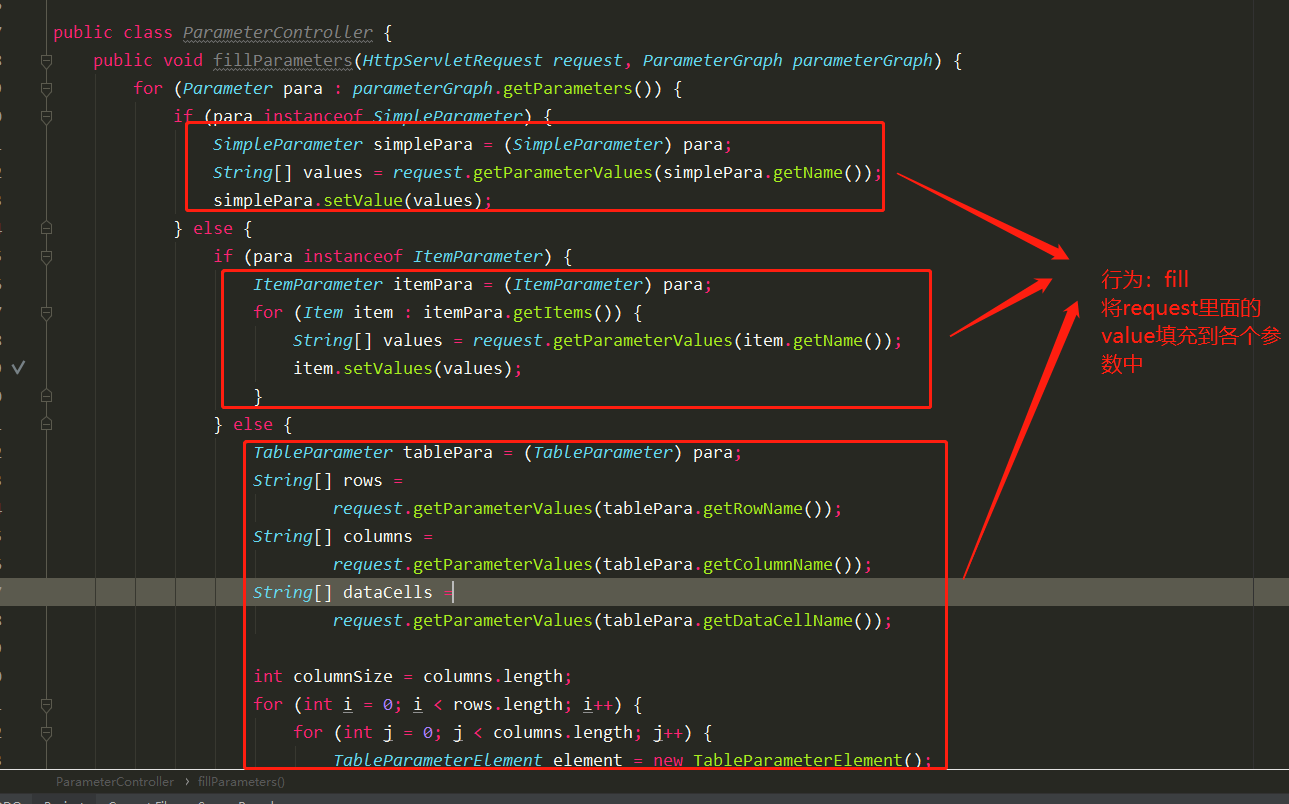 public class ParameterController {
public void fillParameters(HttpServletRequest request, ParameterGraph parameterGraph) {
for (Parameter para : parameterGraph.getParameters()) {
if (para instanceof SimpleParameter) {
SimpleParameter simplePara = (SimpleParameter) para;
String[] values = request.getParameterValues(simplePara.getName());
simplePara.setValue(values);
} else {
if (para instanceof ItemParameter) {
ItemParameter itemPara = (ItemParameter) para;
for (Item item : itemPara.getItems()) {
String[] values = request.getParameterValues(item.getName());
item.setValues(values);
}
} else {
TableParameter tablePara = (TableParameter) para;
String[] rows =
request.getParameterValues(tablePara.getRowName());
String[] columns =
request.getParameterValues(tablePara.getColumnName());
String[] dataCells =
request.getParameterValues(tablePara.getDataCellName());
int columnSize = columns.length;
for (int i = 0; i < rows.length; i++) {
for (int j = 0; j < columns.length; j++) {
TableParameterElement element = new TableParameterElement();
行为：fill
将request里面的
value填充到各个参
数中
ParameterController › fillParameters()